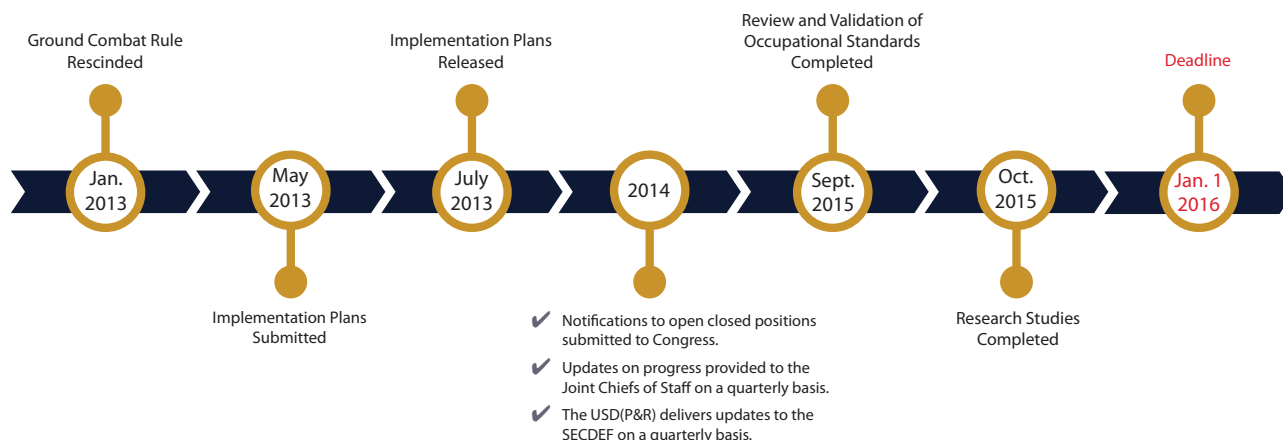 Ground Combat Rule
Rescinded
Jan.
2013
May
2013
Implementation Plans
Submitted
Implementation Plans
Released
July
2013
2014
✔ Notifications to open closed positions
submitted to Congress.
✔ Updates on progress provided to the
Joint Chiefs of Staff on a quarterly basis.
✔ The USD(P&R) delivers updates to the
SECDEF on a quarterly basis.
Review and Validation of
Occupational Standards
Completed
Sept.
2015
Oct.
2015
Research Studies
Completed
Deadline
Jan. 1
2016